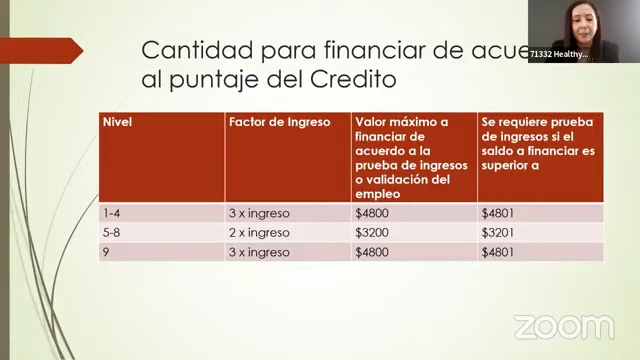 Cantidad para financiar de acue
al puntaje del Credito
71332 Healthy...
Nivel
Factor de Ingreso
Valor máximo a
financiar de
acuerdo a la
prueba de ingresos
o validación del
empleo
Se requiere prueba
de ingresos si el
saldo a financiar es
superior a
1-4
3 x ingreso
$4800
$4801
5-8
2 x ingreso
$3200
$3201
9
3 x ingreso
$4800
$4801
zoom